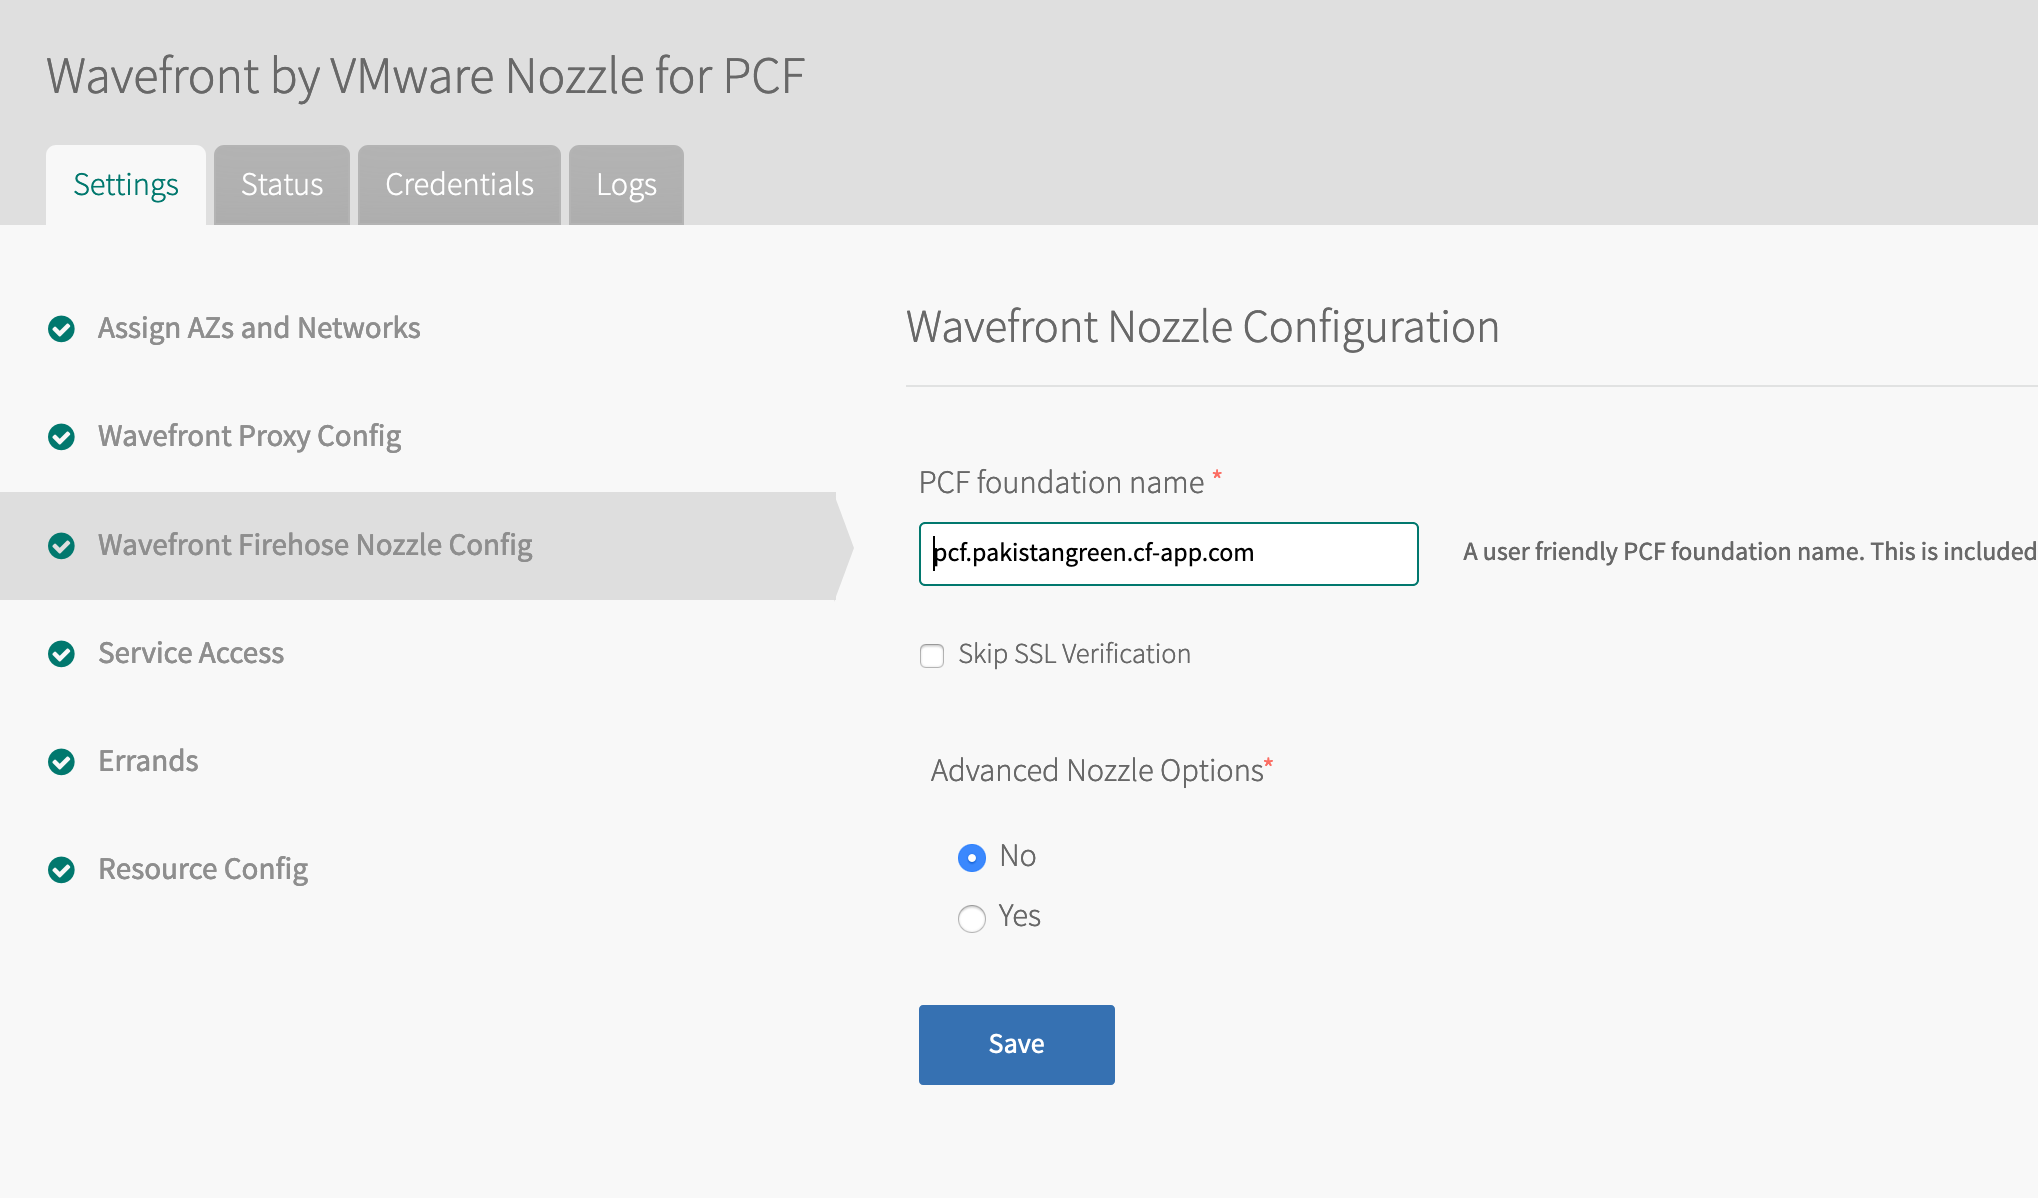 Wavefront by VMware Nozzle for PCF
Settings
Status
Credentials
Logs
Assign AZs and Networks
Wavefront Proxy Config
Wavefront Firehose Nozzle Config
Service Access
Errands
Resource Config
Wavefront Nozzle Configuration
PCF foundation name *
pcf.pakistangreen.cf-app.com
A user friendly PCF foundation name. This is included
Skip SSL Verification
Advanced Nozzle Options*
No
Yes
Save